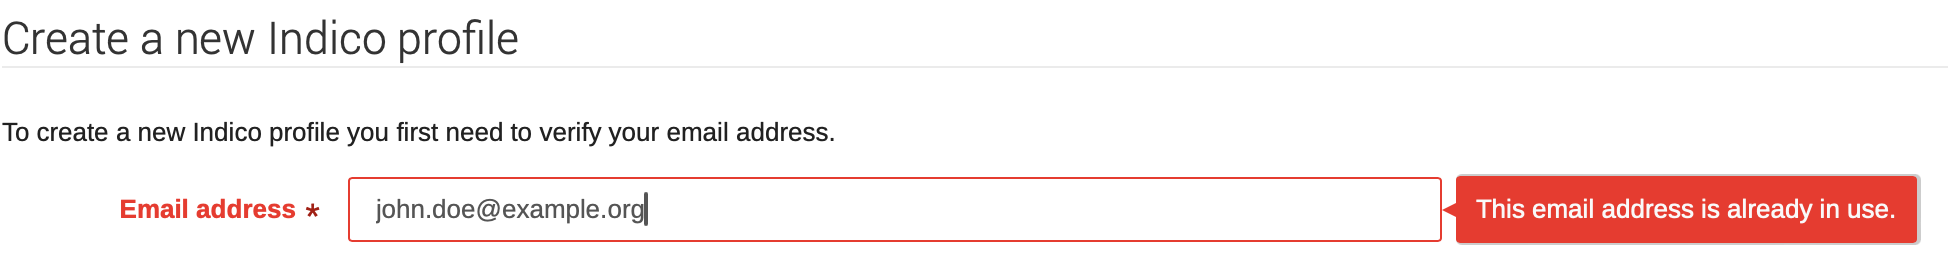 Create a new Indico profile
To create a new Indico profile you first need to verify your email address.
Email address * john.doe@example.org This email address is already in use.